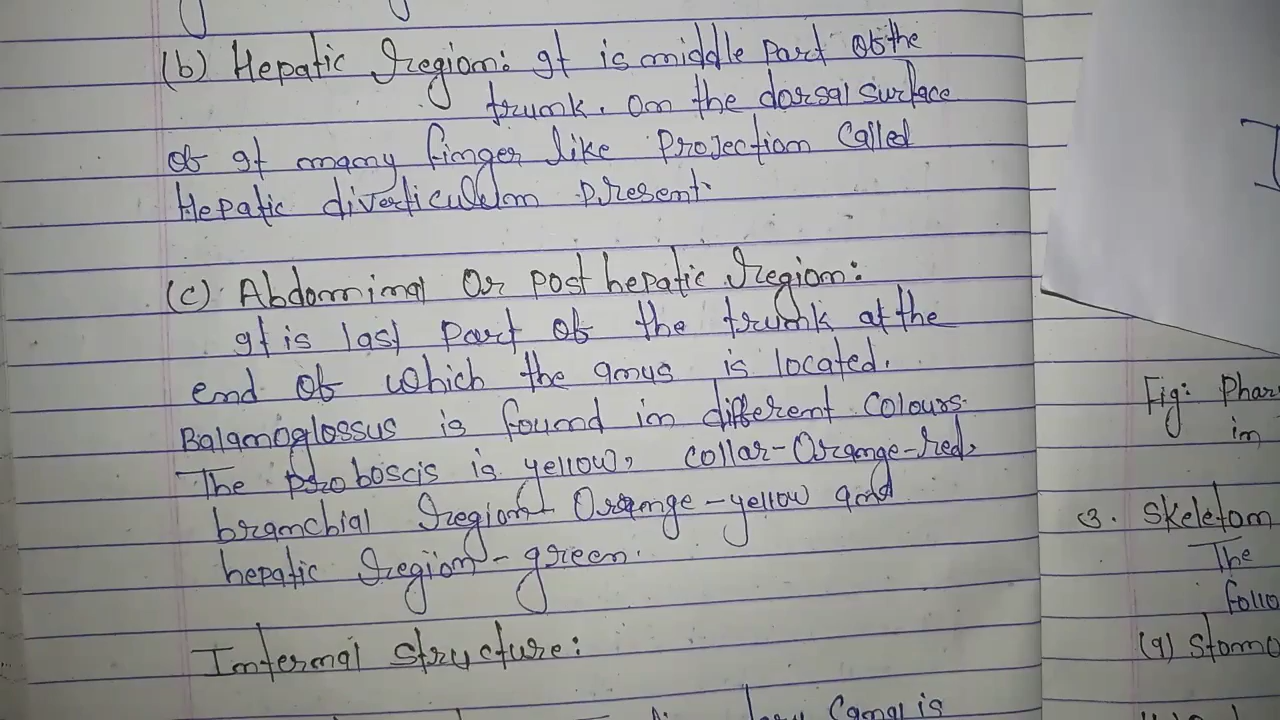 (b) Hepatic region: It is middle part of the
trunk. On the dorsal surface
of it many finger like projection called
Hepatic diverticulum present.
(c) Abdominal or post hepatic region:
It is last part of the trunk at the
end of which the anus is located.
Balanoglossus is found in different colours.
The proboscis is yellow, collar-orange-red,
branchial region- orange-yellow and
hepatic region- green.
Internal structure:
Canal is
Fig: Phar
in
3. Skeleton
The
follo
(a) Stomo